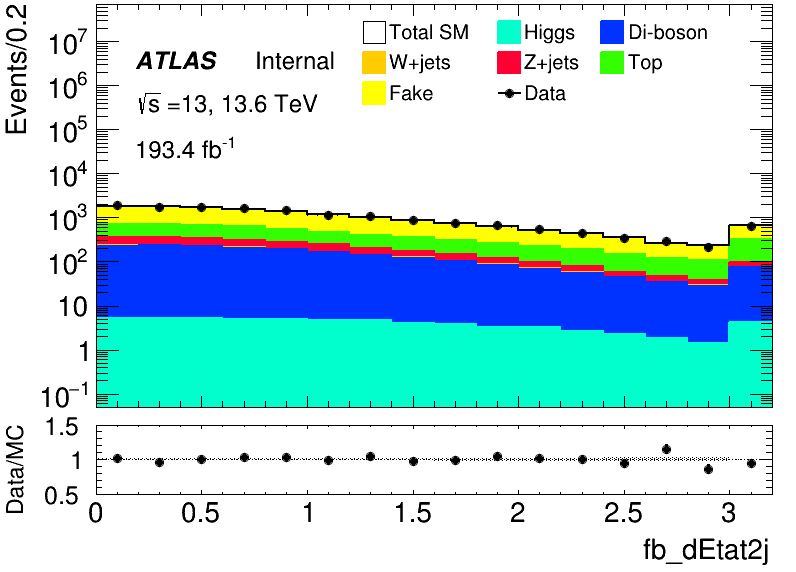 Events/0.2
10⁷
10⁶
10⁵
10⁴
10³
10²
10
1
10⁻¹
ATLAS Internal
√s =13, 13.6 TeV
193.4 fb⁻¹
Total SM Higgs Di-boson
W+jets Z+jets Top
Fake Data
Data/MC
1.5
1
0.5
0 0.5 1 1.5 2 2.5 3
fb_dEtat2j